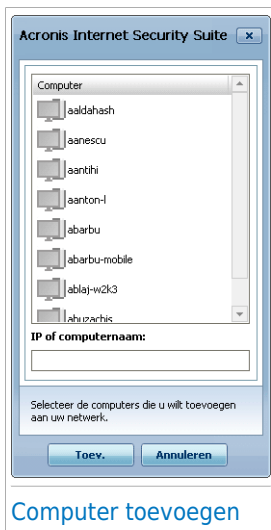 Acronis Internet Security Suite
Computer
aaldahash
aanescu
aantihi
aanton-l
abarbu
abarbu-mobile
ablaj-w2k3
abuzachis
IP of computernaam:
Selecteer de computers die u wilt toevoegen
aan uw netwerk.
Toev. Annuleren
Computer toevoegen